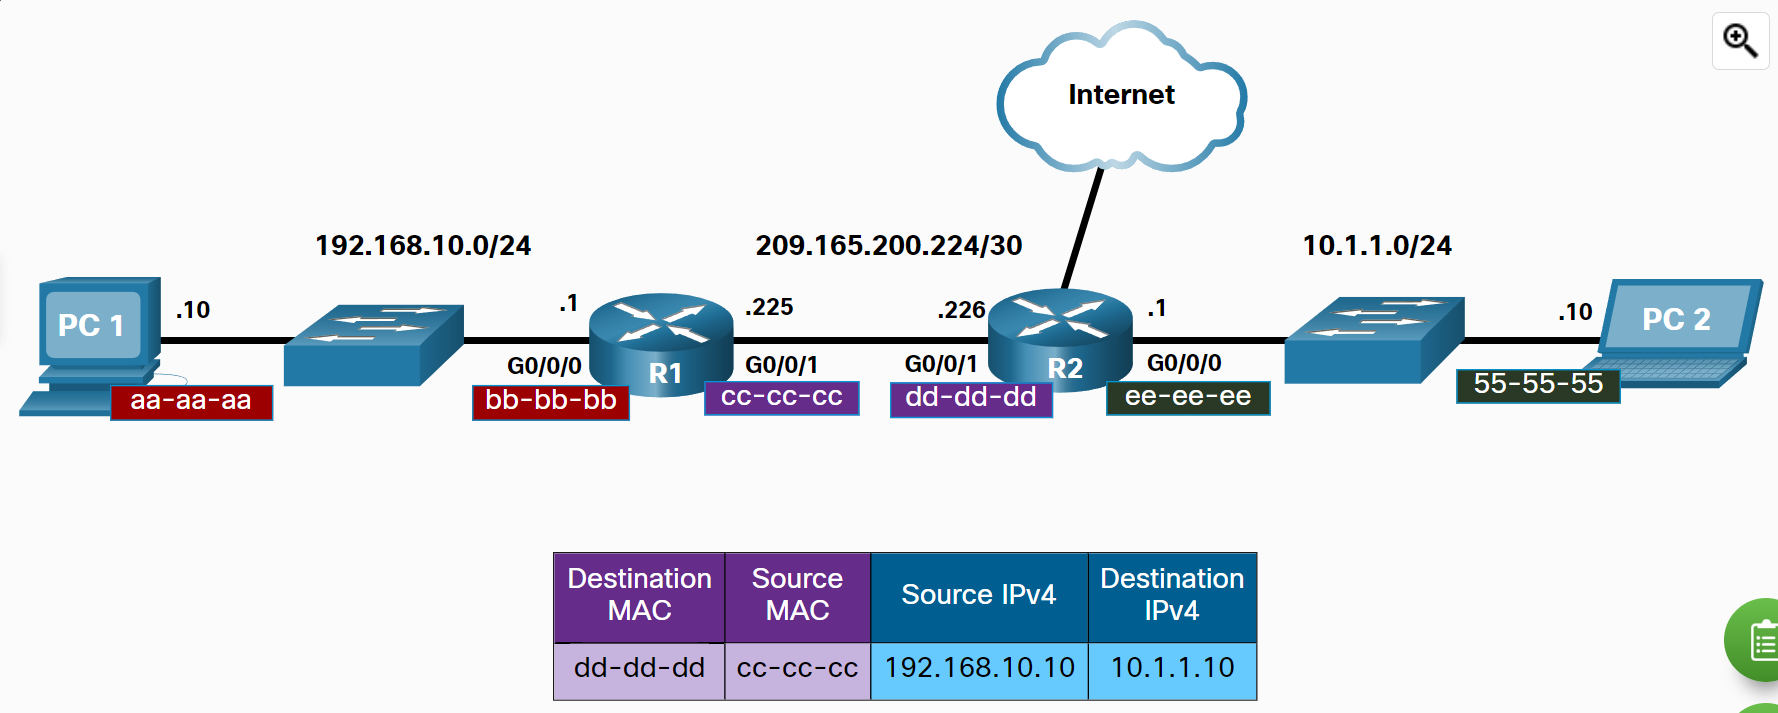 Internet
192.168.10.0/24
209.165.200.224/30
10.1.1.0/24
PC 1
.10
.1
R1
.225
.226
R2
.1
.10
PC 2
G0/0/0
G0/0/1
G0/0/1
G0/0/0
aa-aa-aa
bb-bb-bb
cc-cc-cc
dd-dd-dd
ee-ee-ee
55-55-55
Destination
MAC
Source
MAC
Source IPv4
Destination
IPv4
dd-dd-dd
cc-cc-cc
192.168.10.10
10.1.1.10